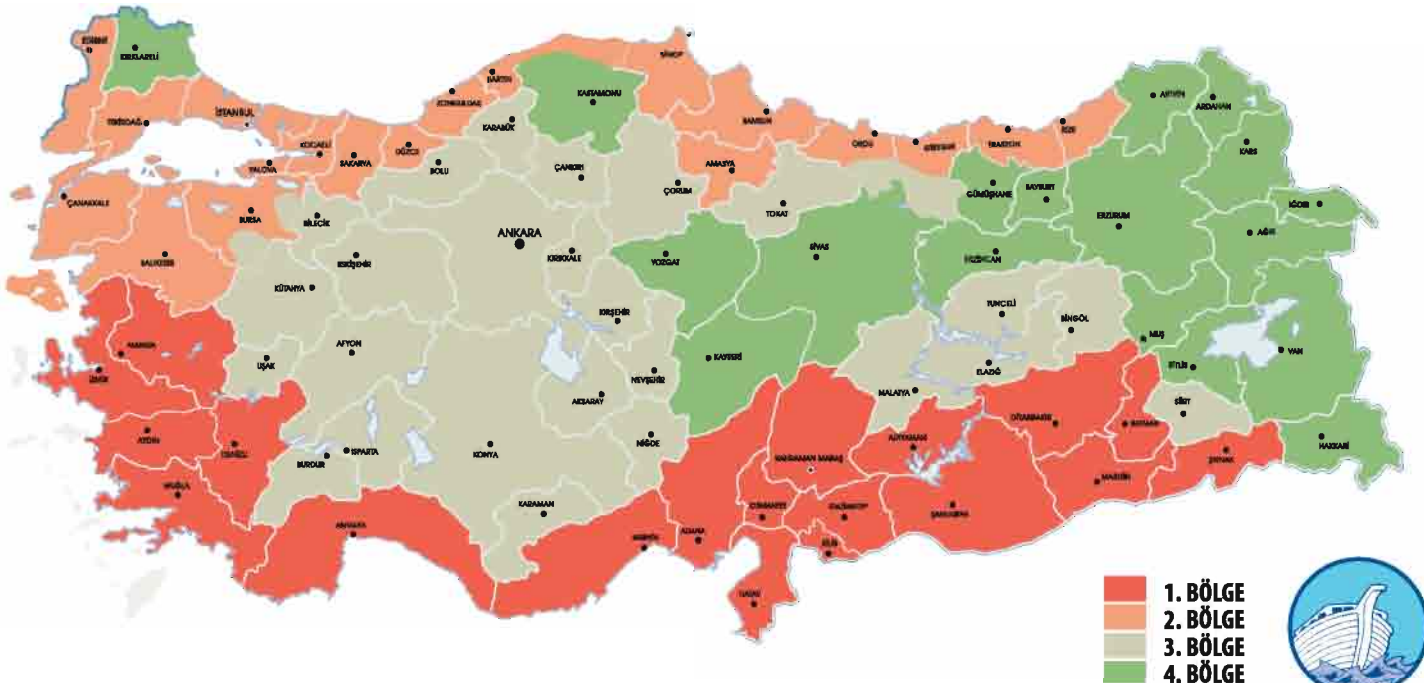 EDİRNE
KIRKLARELİ
TEKİRDAĞ
İSTANBUL
KOCAELİ
YALOVA
SAKARYA
DÜZCE
ZONGULDAK
BARTIN
KARABÜK
KASTAMONU
SİNOP
SAMSUN
ORDU
GİRESUN
TRABZON
RİZE
ARTVİN
ARDAHAN
KARS
IĞDIR
AĞRI
ERZURUM
BAYBURT
GÜMÜŞHANE
ERZİNCAN
ÇANAKKALE
BURSA
BİLECİK
BOLU
ÇANKIRI
ÇORUM
AMASYA
TOKAT
SİVAS
BALIKESİR
KÜTAHYA
ESKİŞEHİR
ANKARA
KIRIKKALE
YOZGAT
KIRŞEHİR
TUNCELİ
BİNGÖL
MUŞ
BİTLİS
VAN
MANİSA
İZMİR
UŞAK
AFYON
AKSARAY
NEVŞEHİR
KAYSERİ
MALATYA
ELAZIĞ
DİYARBAKIR
BATMAN
SİİRT
ŞIRNAK
HAKKARİ
AYDIN
DENİZLİ
BURDUR
ISPARTA
KONYA
NİĞDE
KAHRAMAN MARAŞ
ADIYAMAN
MARDİN
MUĞLA
ANTALYA
KARAMAN
MERSİN
ADANA
OSMANİYE
GAZİANTEP
ŞANLIURFA
KİLİS
HATAY
1. BÖLGE
2. BÖLGE
3. BÖLGE
4. BÖLGE